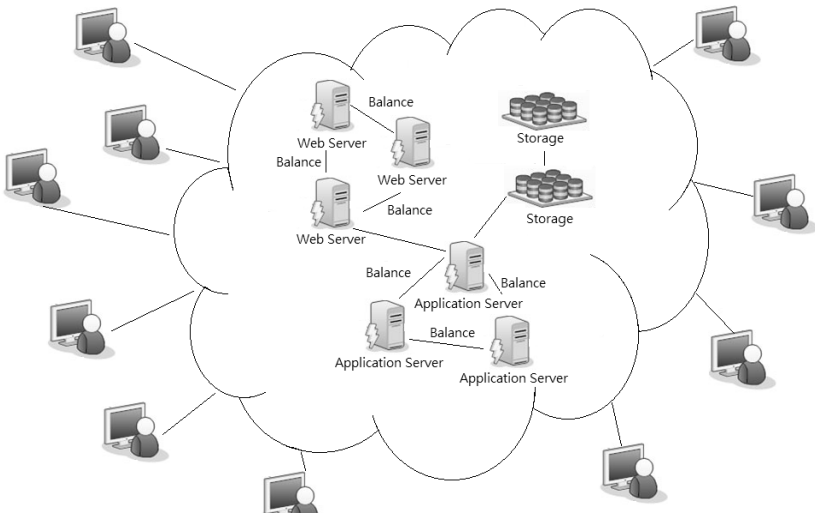 Balance
Web Server
Storage
Balance
Web Server
Balance
Web Server
Storage
Balance
Balance
Application Server
Balance
Application Server
Application Server